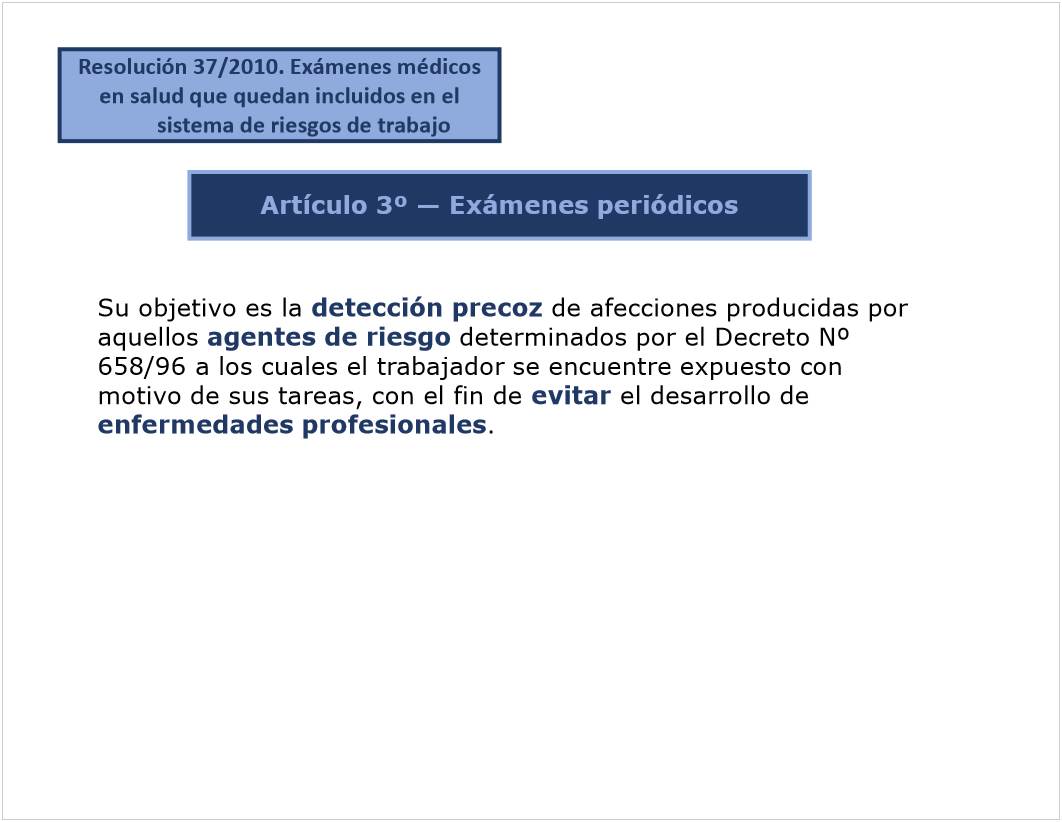 Resolución 37/2010. Exámenes médicos
en salud que quedan incluidos en el
sistema de riesgos de trabajo
Artículo 3º — Exámenes periódicos
Su objetivo es la detección precoz de afecciones producidas por
aquellos agentes de riesgo determinados por el Decreto Nº
658/96 a los cuales el trabajador se encuentre expuesto con
motivo de sus tareas, con el fin de evitar el desarrollo de
enfermedades profesionales.